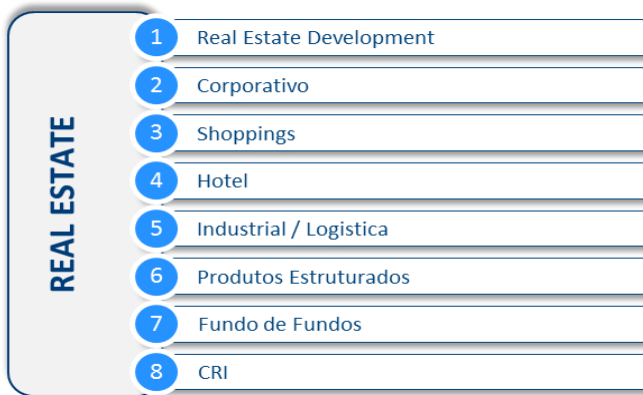 REAL ESTATE
1 Real Estate Development
2 Corporativo
3 Shoppings
4 Hotel
5 Industrial / Logistica
6 Produtos Estruturados
7 Fundo de Fundos
8 CRI